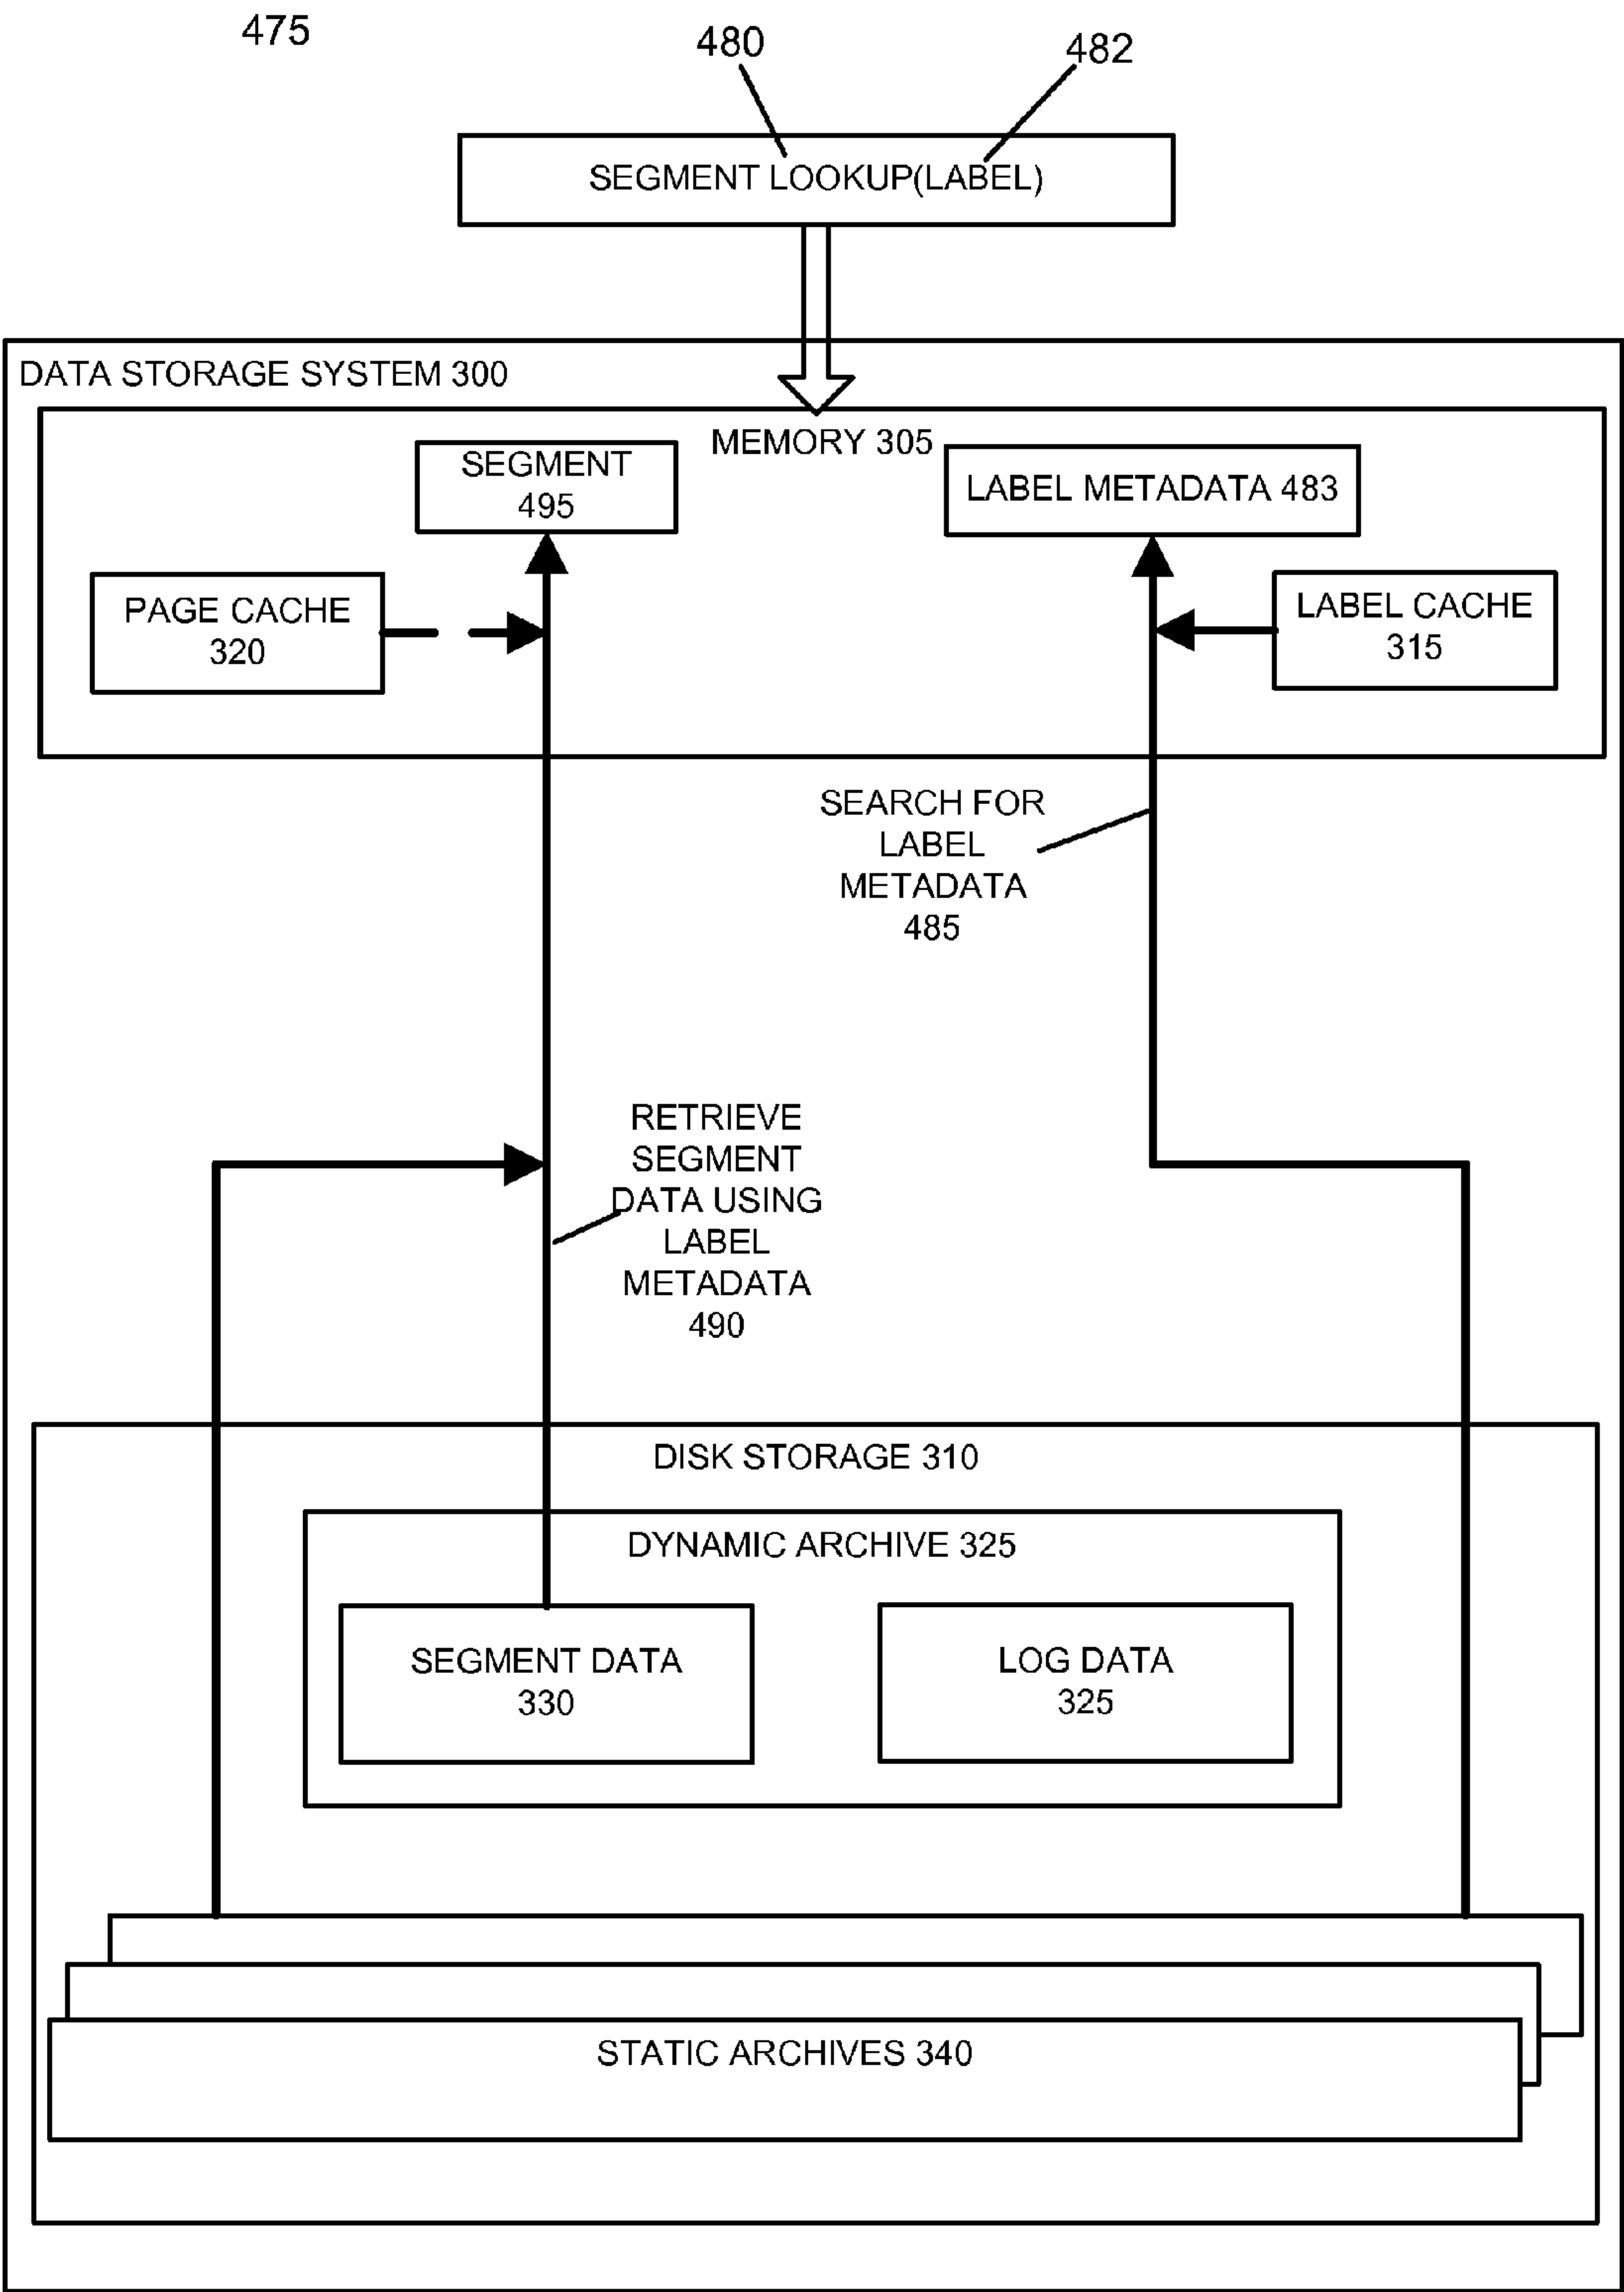 475
480
482
SEGMENT LOOKUP(LABEL)
DATA STORAGE SYSTEM 300
MEMORY 305
SEGMENT
495
LABEL METADATA 483
PAGE CACHE
320
LABEL CACHE
315
SEARCH FOR
LABEL
METADATA
485
RETRIEVE
SEGMENT
DATA USING
LABEL
METADATA
490
DISK STORAGE 310
DYNAMIC ARCHIVE 325
SEGMENT DATA
330
LOG DATA
325
STATIC ARCHIVES 340